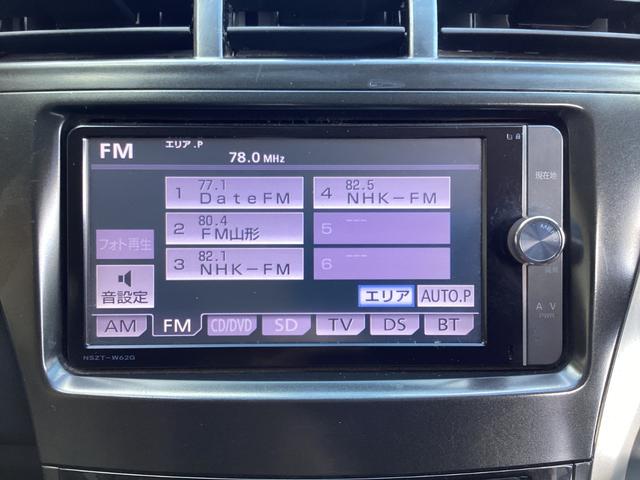 FM エリア.P 78.0 MHz
1 77.1 DateFM
4 82.5 NHK-FM
2 80.4 FM山形
5 ---
3 82.1 NHK-FM
6 ---
フォト再生
音設定
エリア AUTO.P
AM FM CD/DVD SD TV DS BT
NSZT-W62G
現在地
A V
PWR